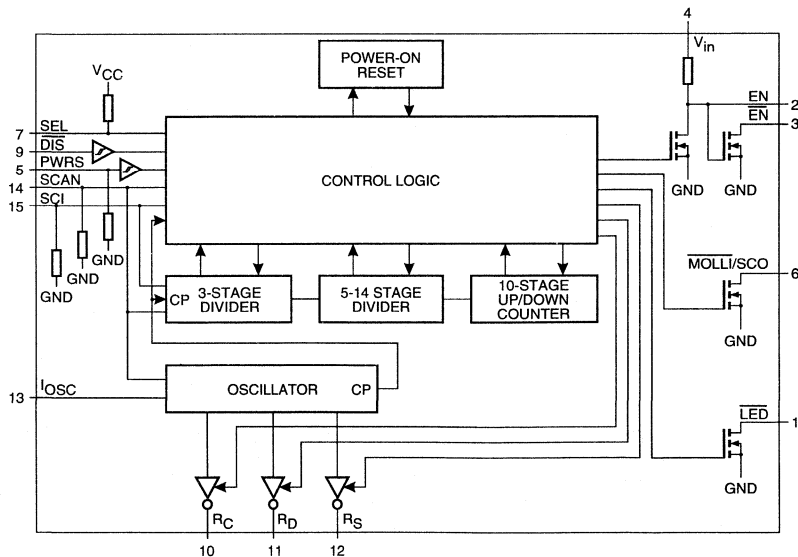 4
Vin
POWER-ON
RESET
VCC
EN
2
EN
3
7
SEL
9
DIS
5
PWRS
14
SCAN
15
SCI
CONTROL LOGIC
GND
GND
GND
GND
GND
MOLLI/SCO
6
CP
3-STAGE
DIVIDER
5-14 STAGE
DIVIDER
10-STAGE
UP/DOWN
COUNTER
GND
13
IOSC
OSCILLATOR
CP
LED
1
GND
RC
RD
RS
10
11
12